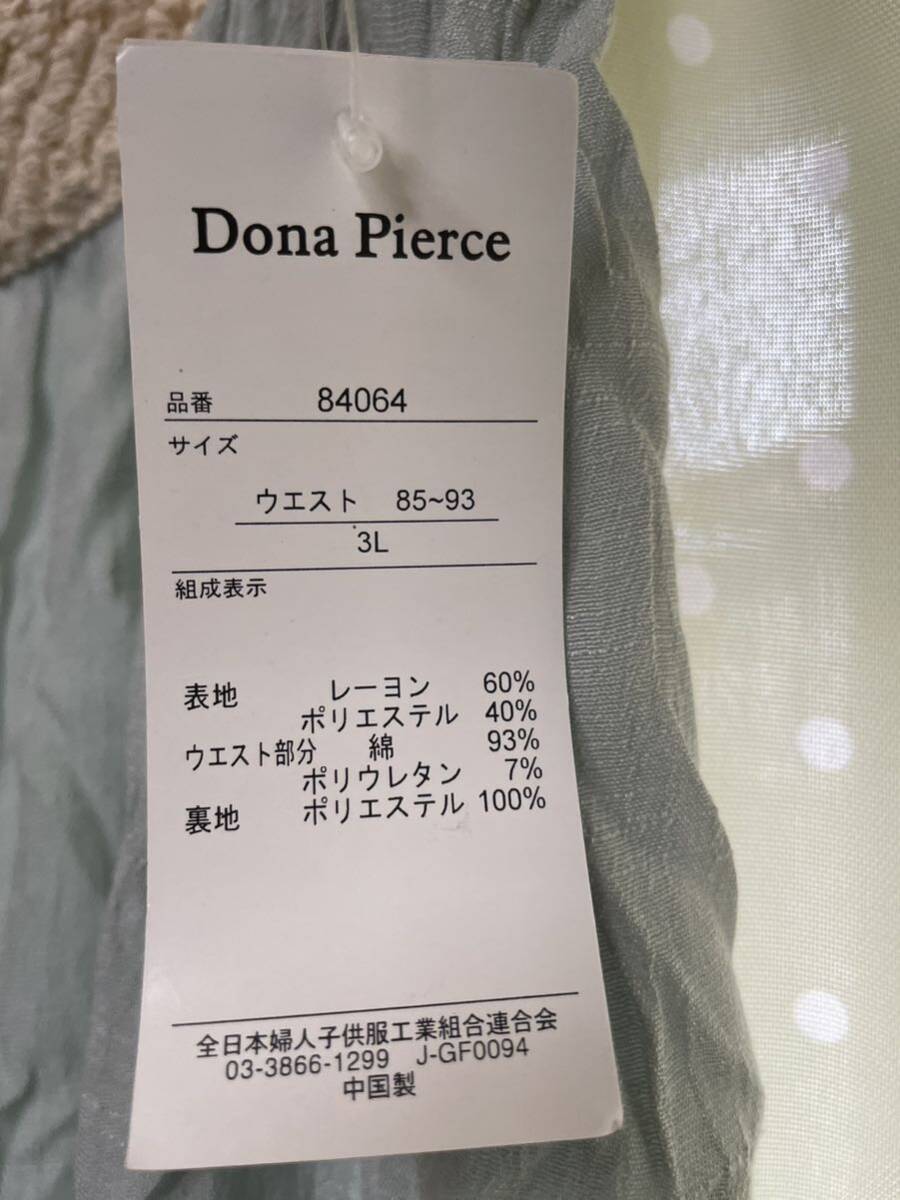 Dona Pierce
品番 84064
サイズ
ウエスト 85~93
3L
組成表示
表地 レーヨン 60%
ポリエステル 40%
ウエスト部分 綿 93%
ポリウレタン 7%
裏地 ポリエステル 100%
全日本婦人子供服工業組合連合会
03-3866-1299 J-GF0094
中国製